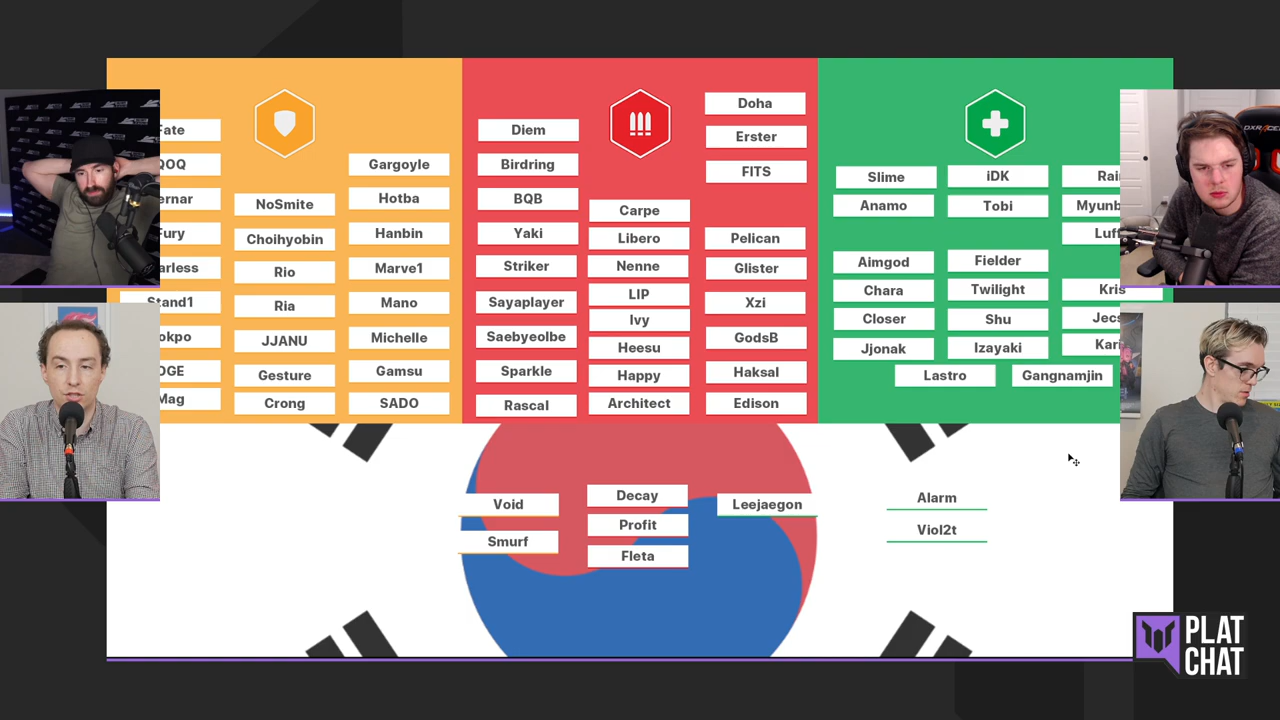 NoSmite
Choihyobin
Rio
Ria
JJANU
Gesture
Crong
Gargoyle
Hotba
Hanbin
Marve1
Mano
Michelle
Gamsu
SADO
Stand1
Mag
Diem
Birdring
BQB
Yaki
Striker
Sayaplayer
Saebyeolbe
Sparkle
Rascal
Carpe
Libero
Nenne
LIP
Ivy
Heesu
Happy
Architect
Doha
Erster
FITS
Pelican
Glister
Xzi
GodsB
Haksal
Edison
Slime
Anamo
Aimgod
Chara
Closer
Jjonak
Lastro
iDK
Tobi
Fielder
Twilight
Shu
Izayaki
Gangnamjin
Kris
Void
Smurf
Decay
Profit
Fleta
Leejaegon
Alarm
Viol2t
PLAT
CHAT